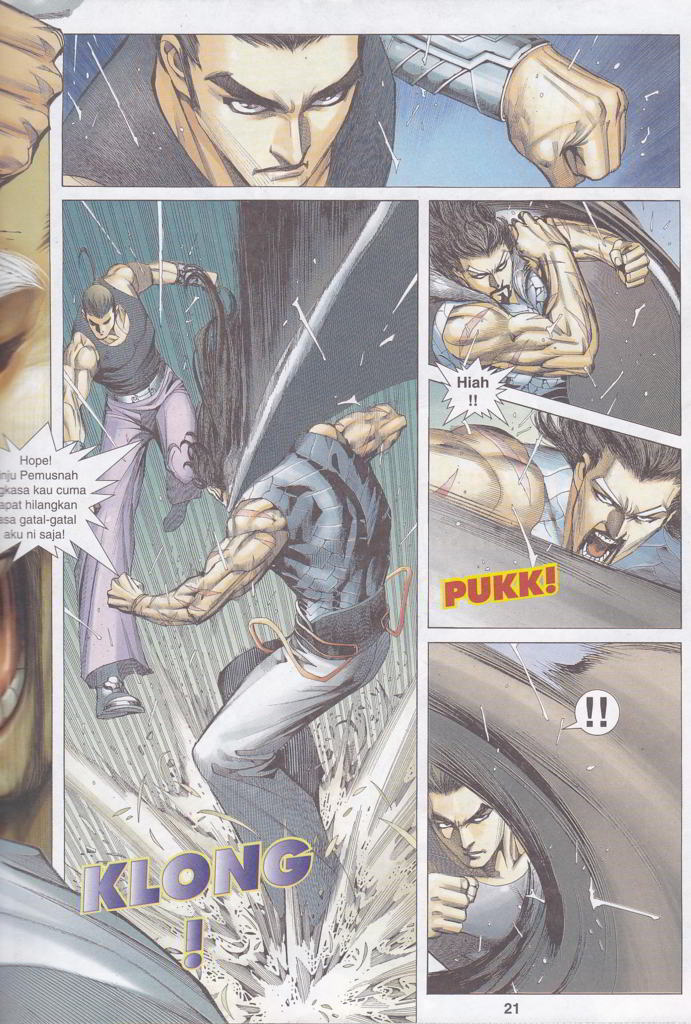 Hope!
Pemusnah
kau cuma
hilangkan
gatal-gatal
aku ni saja!
KLONG
!
Hiah
!!
PUKK!
!!
21